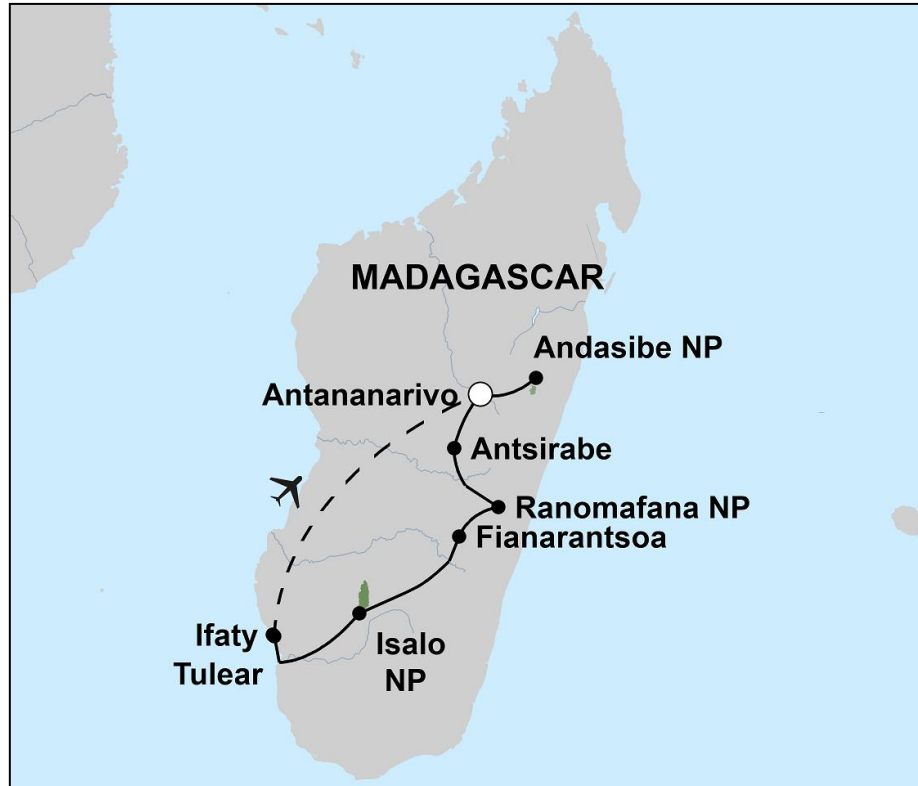 MADAGASCAR
Andasibe NP
Antananarivo
Antsirabe
Ranomafana NP
Fianarantsoa
Ifaty
Tulear
Isalo
NP